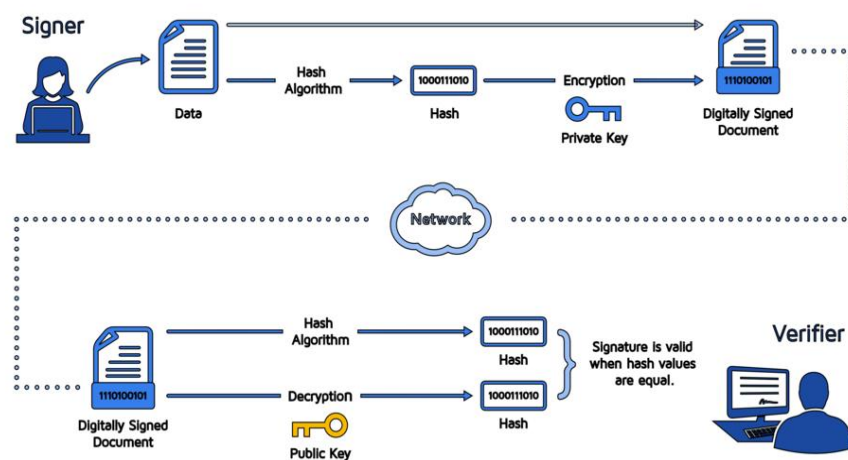 Signer
1110100101
Data
Hash
Algorithm
1000111010
Hash
Encryption
Private Key
1110100101
Digitally Signed
Document
Network
1110100101
Digitally Signed
Document
Hash
Algorithm
1000111010
Hash
Decryption
Public Key
1000111010
Hash
Signature is valid
when hash values
are equal.
Verifier